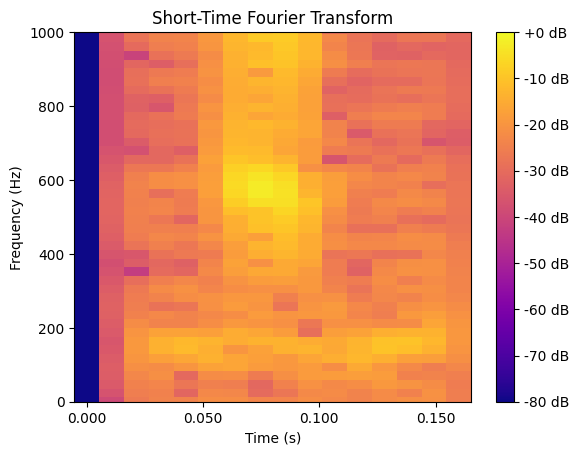 Short-Time Fourier Transform
1000
800
600
400
200
0
Frequency (Hz)
0.000
0.050
0.100
0.150
Time (s)
+0 dB
-10 dB
-20 dB
-30 dB
-40 dB
-50 dB
-60 dB
-70 dB
-80 dB